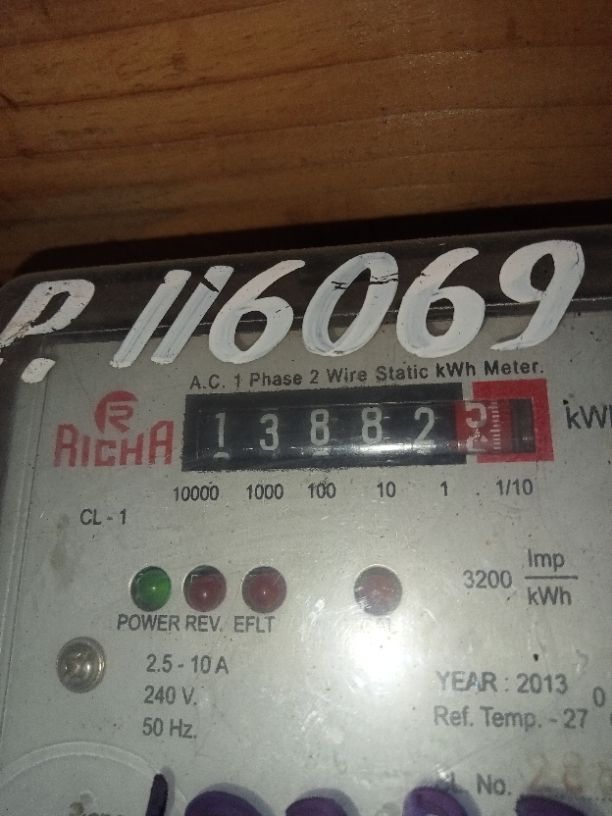 P. 116069
A.C. 1 Phase 2 Wire Static kWh Meter.
R
RICHA
1 3 8 8 2
10000 1000 100 10 1 1/10
CL - 1
3200 Imp
kWh
POWER REV. EFLT
2.5 - 10 A
240 V.
50 Hz.
YEAR : 2013
Ref. Temp. - 27
CL. No.